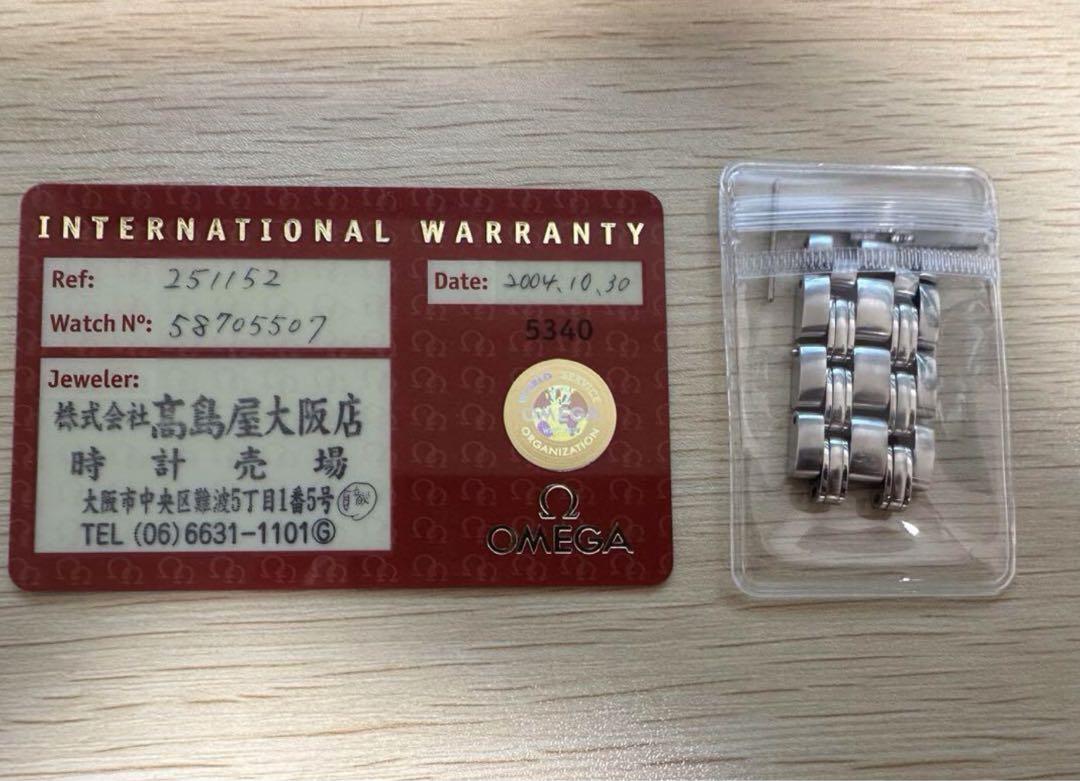 INTERNATIONAL WARRANTY
Ref: 251152
Date: 2004.10.30
Watch Nº: 58705507
5340
Jeweler:
株式会社髙島屋大阪店
時計売場
大阪市中央区難波5丁目1番5号
TEL (06)6631-1101Ⓖ
WORLD SERVICE
OMEGA
ORGANIZATION
Ω
OMEGA